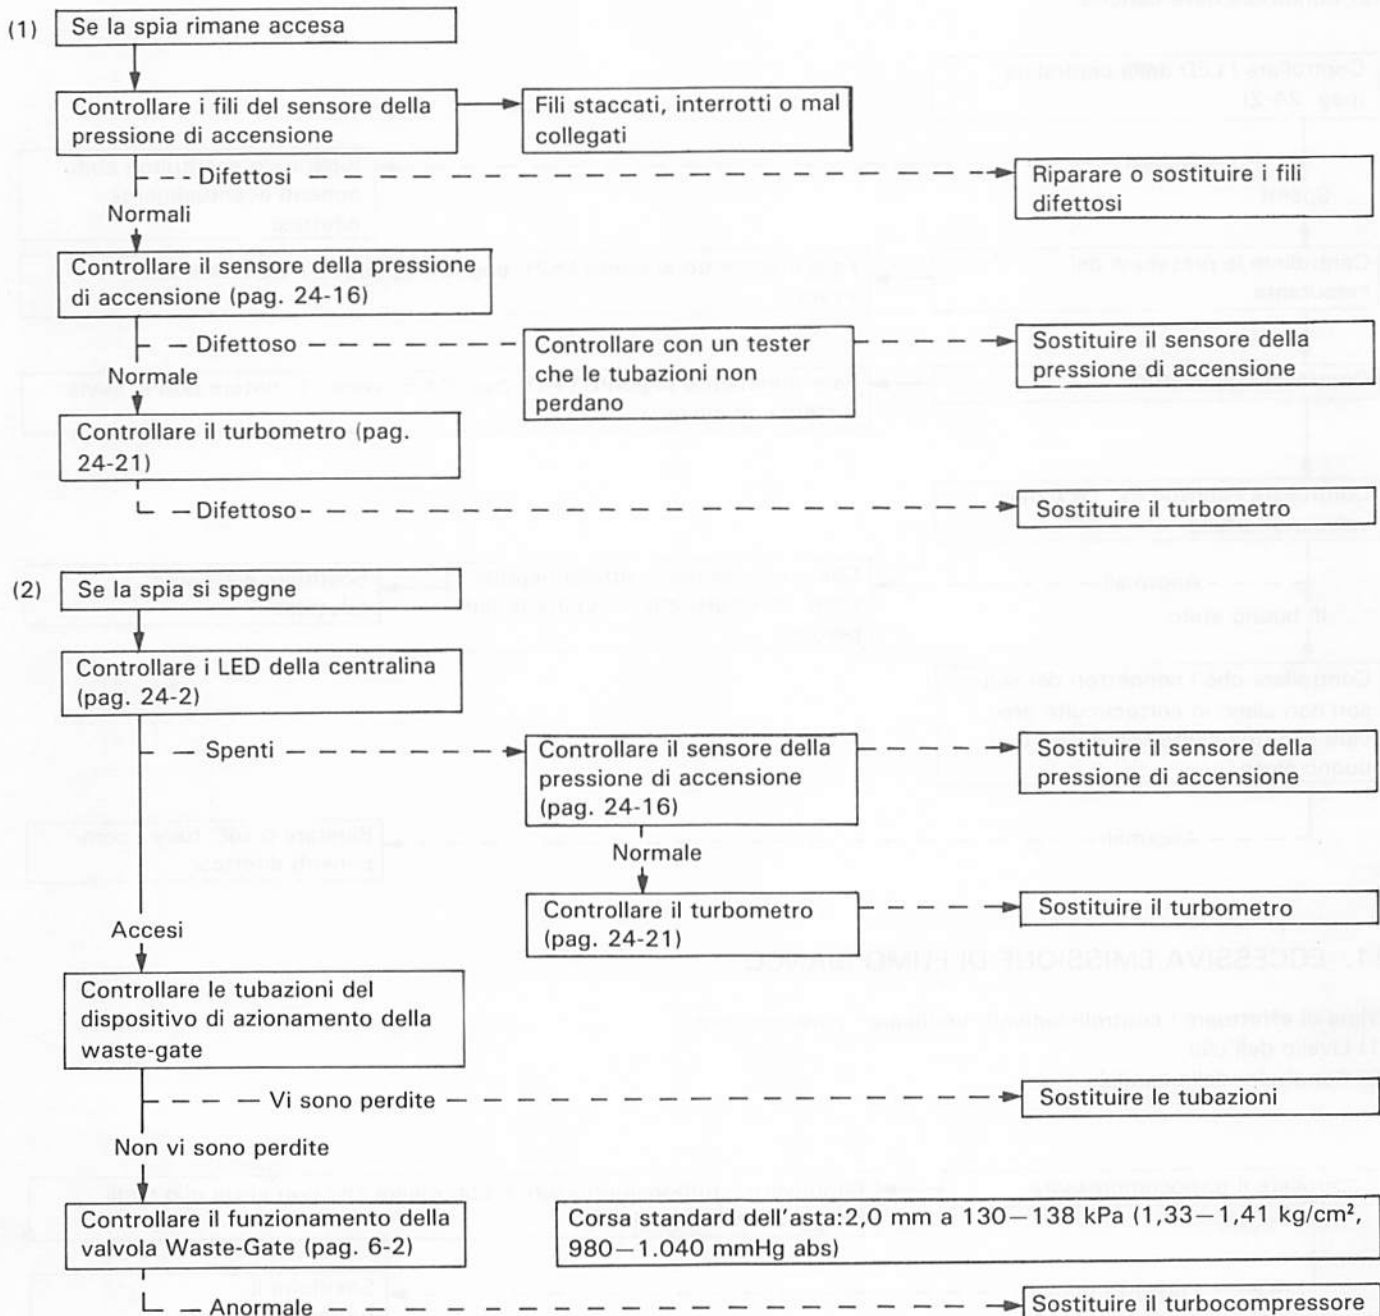 (1) Se la spia rimane accesa
Controllare i fili del sensore della
pressione di accensione
Fili staccati, interrotti o mal
collegati
Difettosi
Riparare o sostituire i fili
difettosi
Normali
Controllare il sensore della pressione
di accensione (pag. 24-16)
Difettoso
Controllare con un tester
che le tubazioni non
perdano
Sostituire il sensore della
pressione di accensione
Normale
Controllare il turbometro (pag.
24-21)
Difettoso
Sostituire il turbometro
(2) Se la spia si spegne
Controllare i LED della centralina
(pag. 24-2)
Spenti
Controllare il sensore della
pressione di accensione
(pag. 24-16)
Sostituire il sensore della
pressione di accensione
Normale
Controllare il turbometro
(pag. 24-21)
Sostituire il turbometro
Accesi
Controllare le tubazioni del
dispositivo di azionamento della
waste-gate
Vi sono perdite
Sostituire le tubazioni
Non vi sono perdite
Controllare il funzionamento della
valvola Waste-Gate (pag. 6-2)
Corsa standard dell'asta:2,0 mm a 130—138 kPa (1,33—1,41 kg/cm²,
980—1.040 mmHg abs)
Anormale
Sostituire il turbocompressore